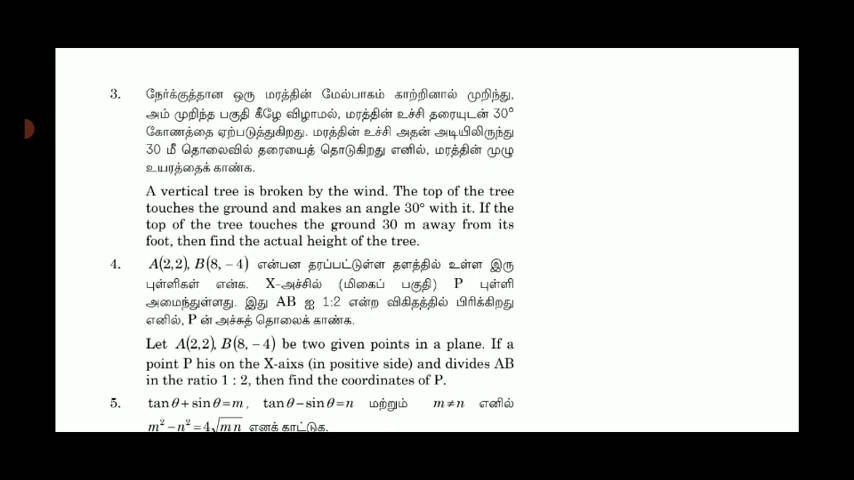 3. நேர்க்குத்தான ஒரு மரத்தின் மேல்பாகம் காற்றினால் முறிந்து,
அம் முறிந்த பகுதி கீழே விழாமல், மரத்தின் உச்சி தரையுடன் 30°
கோணத்தை ஏற்படுத்துகிறது. மரத்தின் உச்சி அதன் அடியிலிருந்து
30 மீ தொலைவில் தரையைத் தொடுகிறது எனில், மரத்தின் முழு
உயரத்தைக் காண்க.
A vertical tree is broken by the wind. The top of the tree
touches the ground and makes an angle 30° with it. If the
top of the tree touches the ground 30 m away from its
foot, then find the actual height of the tree.
4. A(2,2), B(8, −4) என்பன தரப்பட்டுள்ள தளத்தில் உள்ள இரு
புள்ளிகள் என்க. X-அச்சில் (மிகைப் பகுதி) P புள்ளி
அமைந்துள்ளது. இது AB ஐ 1:2 என்ற விகிதத்தில் பிரிக்கிறது
எனில், P ன் அச்சுத் தொலைக் காண்க.
Let A(2,2), B(8, −4) be two given points in a plane. If a
point P his on the X-aixs (in positive side) and divides AB
in the ratio 1 : 2, then find the coordinates of P.
5. tanθ+sinθ=m, tanθ−sinθ=n மற்றும் m≠n எனில்
m²−n²=4√mn எனக் காட்டுக.